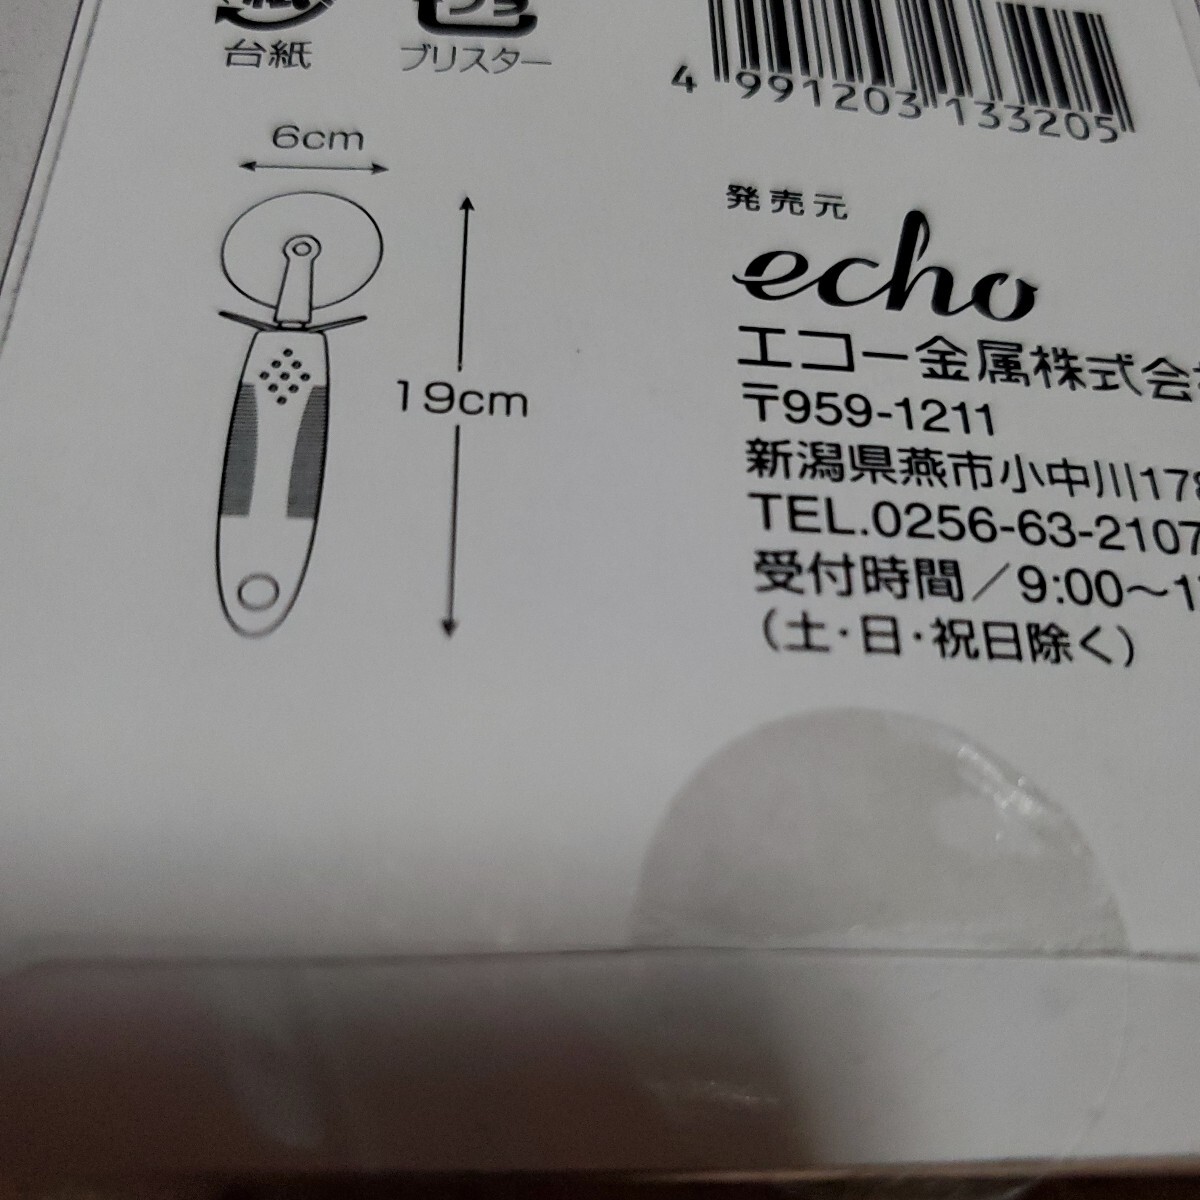 台紙
ブリスター
4 991203 133205
6cm
19cm
発売元
echo
エコー金属株式会
〒959-1211
新潟県燕市小中川178
TEL.0256-63-2107
受付時間/9:00~1
(土・日・祝日除く)